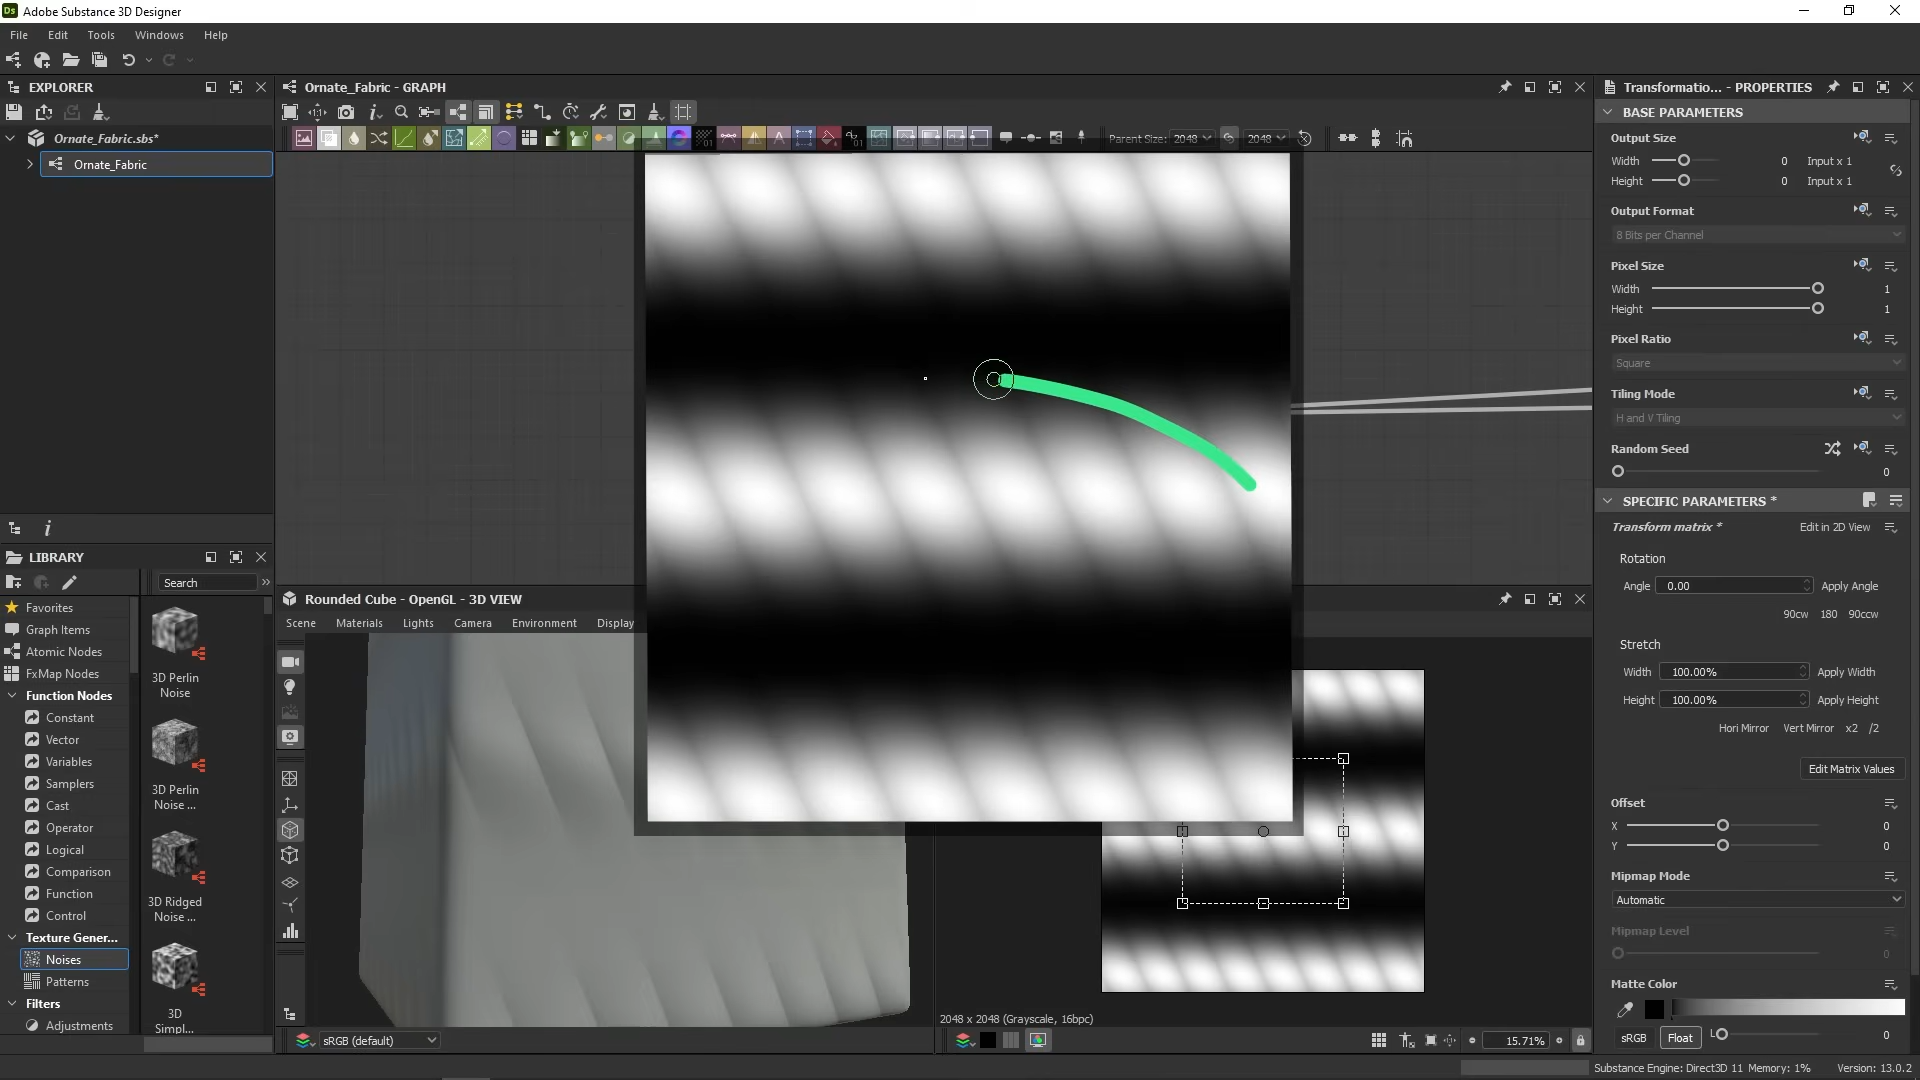 Ds Adobe Substance 3D Designer
File Edit Tools Windows Help
EXPLORER
Ornate_Fabric.sbs*
Ornate_Fabric
LIBRARY
Search
Favorites
Graph Items
Atomic Nodes
FxMap Nodes
Function Nodes
Constant
Vector
Variables
Samplers
Cast
Operator
Logical
Comparison
Function
Control
Texture Gener...
Noises
Patterns
Filters
Adjustments
3D Perlin
Noise
3D Perlin
Noise ...
3D Ridged
Noise ...
3D
Simpl...
Ornate_Fabric - GRAPH
Parent Size: 2048 2048
Rounded Cube - OpenGL - 3D VIEW
Scene Materials Lights Camera Environment Display
sRGB (default)
2048 x 2048 (Grayscale, 16bpc)
15.71%
Transformatio... - PROPERTIES
BASE PARAMETERS
Output Size
Width 0 Input x 1
Height 0 Input x 1
Output Format
8 Bits per Channel
Pixel Size
Width 1
Height 1
Pixel Ratio
Square
Tiling Mode
H and V Tiling
Random Seed
0
SPECIFIC PARAMETERS *
Transform matrix * Edit in 2D View
Rotation
Angle 0.00 Apply Angle
90cw 180 90ccw
Stretch
Width 100.00% Apply Width
Height 100.00% Apply Height
Hori Mirror Vert Mirror x2 /2
Edit Matrix Values
Offset
X 0
Y 0
Mipmap Mode
Automatic
Mipmap Level
0
Matte Color
sRGB Float L 0
Substance Engine: Direct3D 11 Memory: 1% Version: 13.0.2